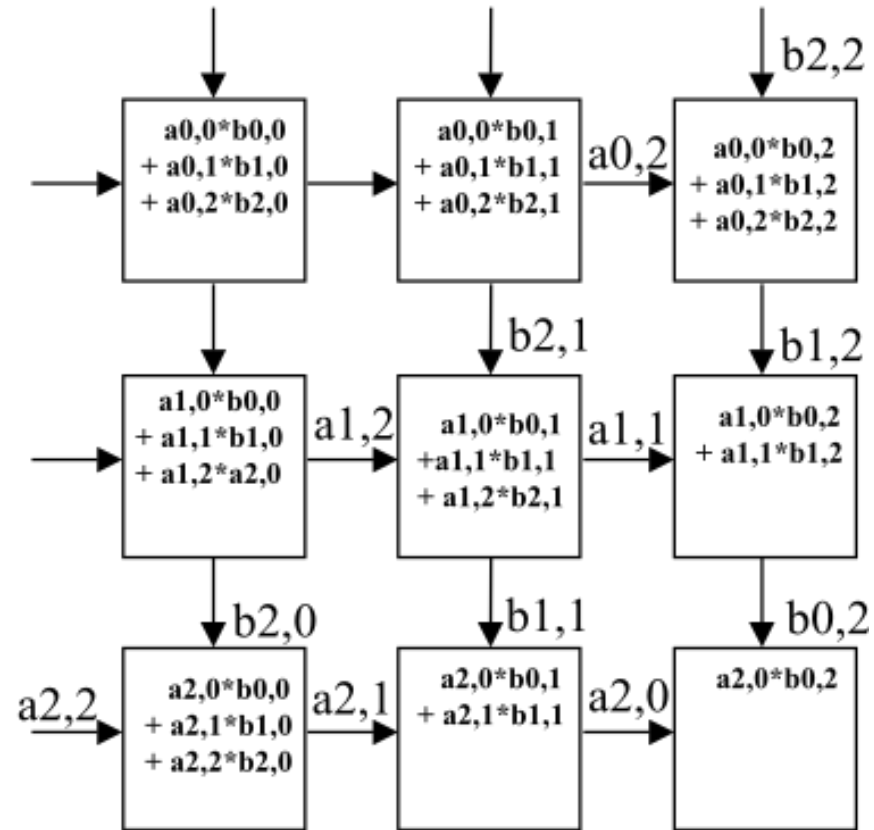 b2,2
a0,0*b0,0
+ a0,1*b1,0
+ a0,2*b2,0
a0,0*b0,1
+ a0,1*b1,1
+ a0,2*b2,1
a0,2
a0,0*b0,2
+ a0,1*b1,2
+ a0,2*b2,2
b2,1
b1,2
a1,0*b0,0
+ a1,1*b1,0
+ a1,2*a2,0
a1,2
a1,0*b0,1
+a1,1*b1,1
+ a1,2*b2,1
a1,1
a1,0*b0,2
+ a1,1*b1,2
b2,0
b1,1
b0,2
a2,2
a2,0*b0,0
+ a2,1*b1,0
+ a2,2*b2,0
a2,1
a2,0*b0,1
+ a2,1*b1,1
a2,0
a2,0*b0,2